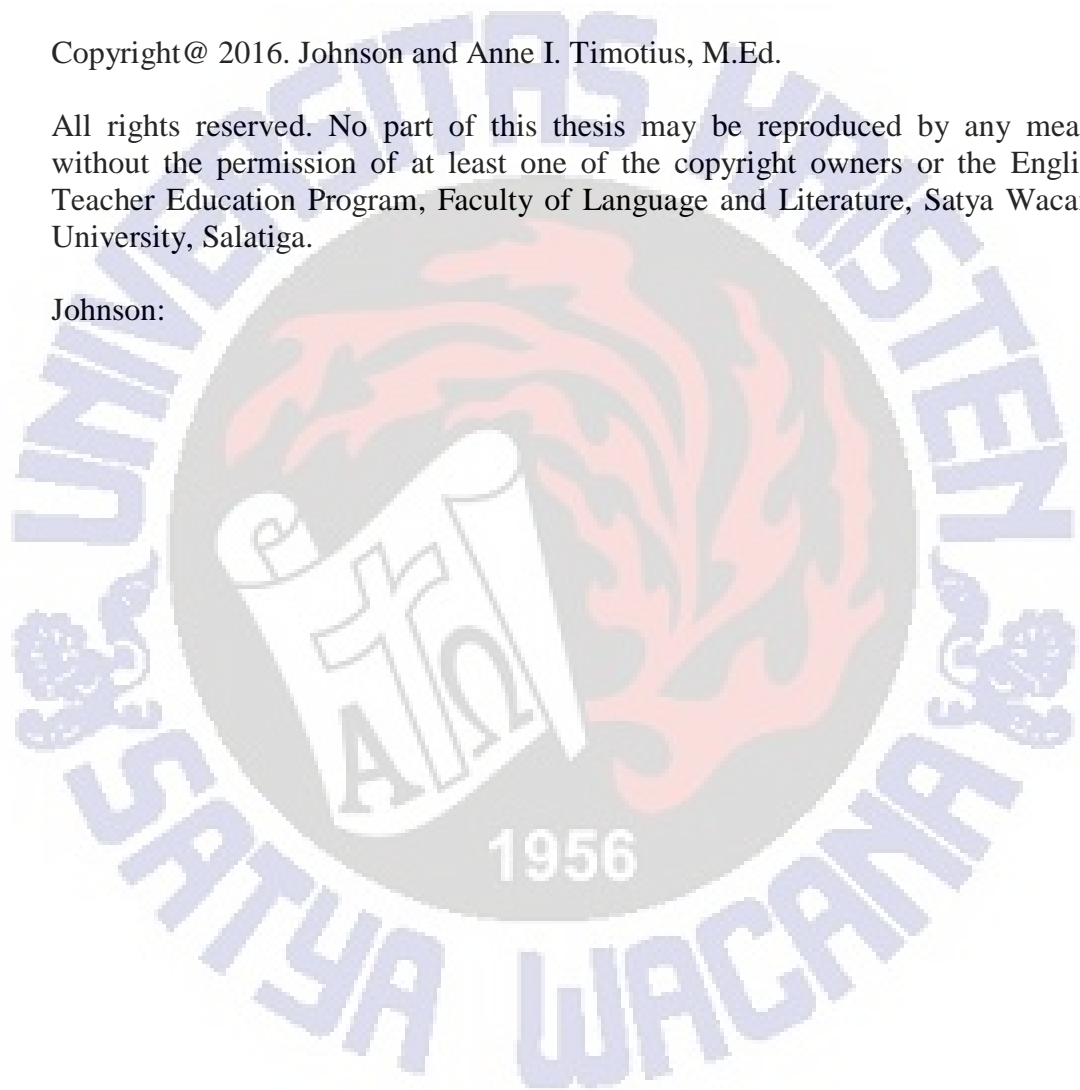 Copyright@ 2016. Johnson and Anne I. Timotius, M.Ed.
All rights reserved. No part of this thesis may be reproduced by any mea
without the permission of at least one of the copyright owners or the Engli
Teacher Education Program, Faculty of Language and Literature, Satya Waca
University, Salatiga.
Johnson:
UNIVERSITAS KRISTEN
SATYA WACANA
Α Ω
1956